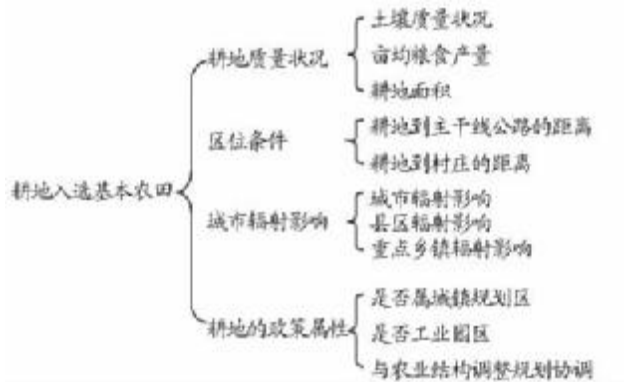 耕地入选基本农田
耕地质量状况
土壤质量状况
亩均粮食产量
耕地面积
区位条件
耕地到主干线公路的距离
耕地到村庄的距离
城市辐射影响
城市辐射影响
县区辐射影响
重点乡镇辐射影响
耕地的政策属性
是否属城镇规划区
是否工业园区
与农业结构调整规划协调